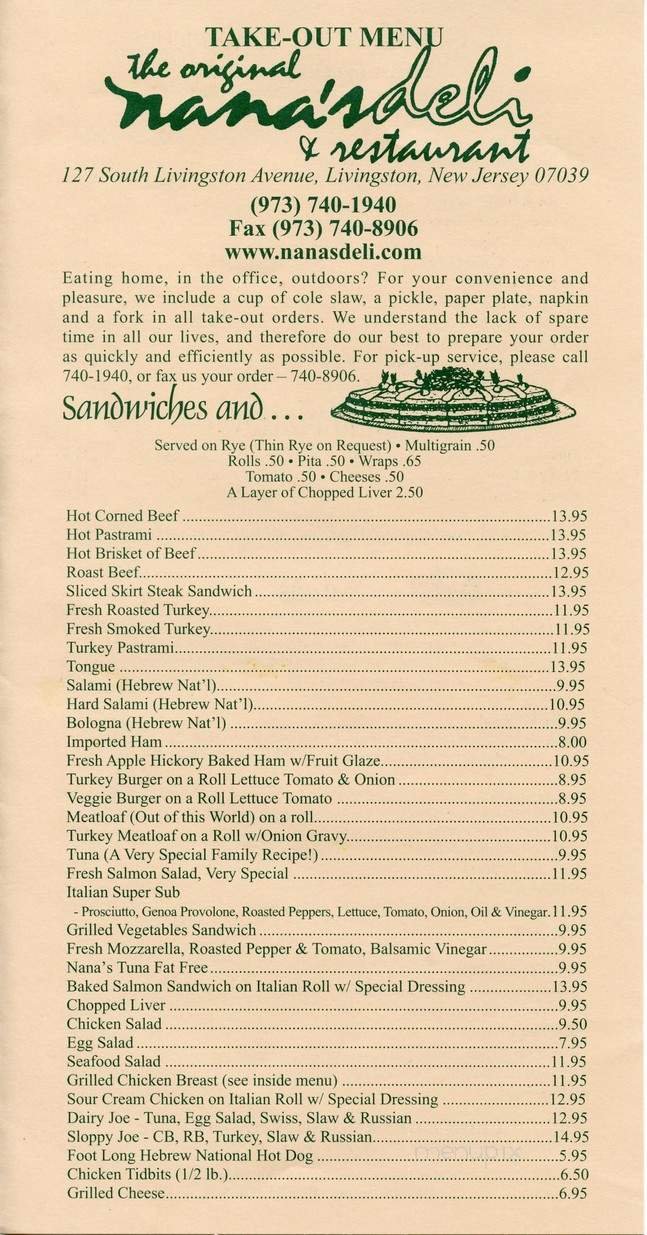 TAKE-OUT MENU
the original
nana's deli
& restaurant
127 South Livingston Avenue, Livingston, New Jersey 07039
(973) 740-1940
Fax (973) 740-8906
www.nanasdeli.com
Eating home, in the office, outdoors? For your convenience and
pleasure, we include a cup of cole slaw, a pickle, paper plate, napkin
and a fork in all take-out orders. We understand the lack of spare
time in all our lives, and therefore do our best to prepare your order
as quickly and efficiently as possible. For pick-up service, please call
740-1940, or fax us your order – 740-8906.
Sandwiches and ...
Served on Rye (Thin Rye on Request) • Multigrain .50
Rolls .50 • Pita .50 • Wraps .65
Tomato .50 • Cheeses .50
A Layer of Chopped Liver 2.50
Hot Corned Beef 13.95
Hot Pastrami 13.95
Hot Brisket of Beef 13.95
Roast Beef 12.95
Sliced Skirt Steak Sandwich 13.95
Fresh Roasted Turkey 11.95
Fresh Smoked Turkey 11.95
Turkey Pastrami 11.95
Tongue 13.95
Salami (Hebrew Nat'l) 9.95
Hard Salami (Hebrew Nat'l) 10.95
Bologna (Hebrew Nat'l) 9.95
Imported Ham 8.00
Fresh Apple Hickory Baked Ham w/Fruit Glaze 10.95
Turkey Burger on a Roll Lettuce Tomato & Onion 8.95
Veggie Burger on a Roll Lettuce Tomato 8.95
Meatloaf (Out of this World) on a roll 10.95
Turkey Meatloaf on a Roll w/Onion Gravy 10.95
Tuna (A Very Special Family Recipe!) 9.95
Fresh Salmon Salad, Very Special 11.95
Italian Super Sub
- Prosciutto, Genoa Provolone, Roasted Peppers, Lettuce, Tomato, Onion, Oil & Vinegar. 11.95
Grilled Vegetables Sandwich 9.95
Fresh Mozzarella, Roasted Pepper & Tomato, Balsamic Vinegar 9.95
Nana's Tuna Fat Free 9.95
Baked Salmon Sandwich on Italian Roll w/ Special Dressing 13.95
Chopped Liver 9.95
Chicken Salad 9.50
Egg Salad 7.95
Seafood Salad 11.95
Grilled Chicken Breast (see inside menu) 11.95
Sour Cream Chicken on Italian Roll w/ Special Dressing 12.95
Dairy Joe - Tuna, Egg Salad, Swiss, Slaw & Russian 12.95
Sloppy Joe - CB, RB, Turkey, Slaw & Russian 14.95
Foot Long Hebrew National Hot Dog 5.95
menupix
Chicken Tidbits (1/2 lb.) 6.50
Grilled Cheese 6.95